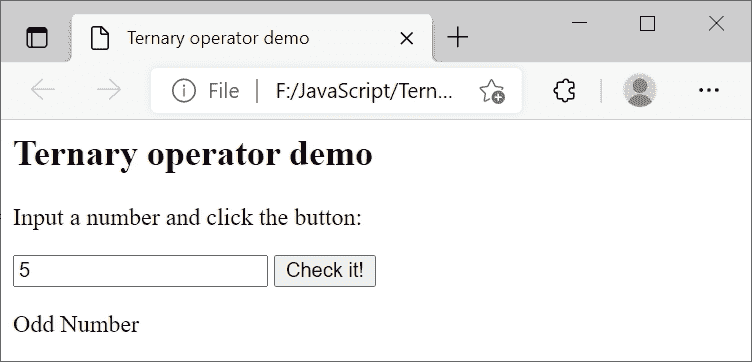 Ternary operator demo
File | F:/JavaScript/Tern...
Ternary operator demo
Input a number and click the button:
5 Check it!
Odd Number